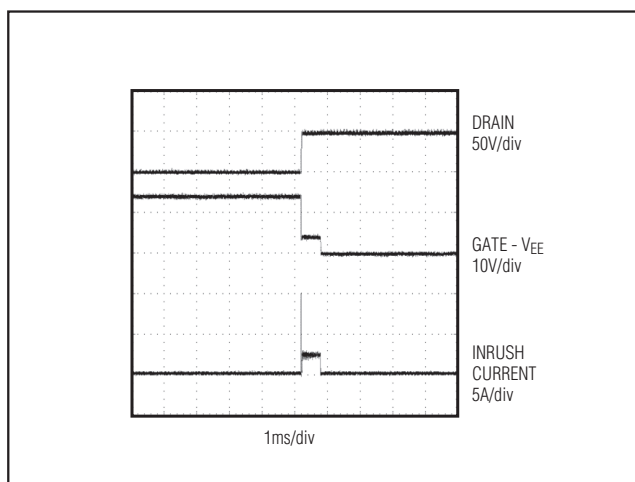 DRAIN
50V/div
GATE - VEE
10V/div
INRUSH
CURRENT
5A/div
1ms/div